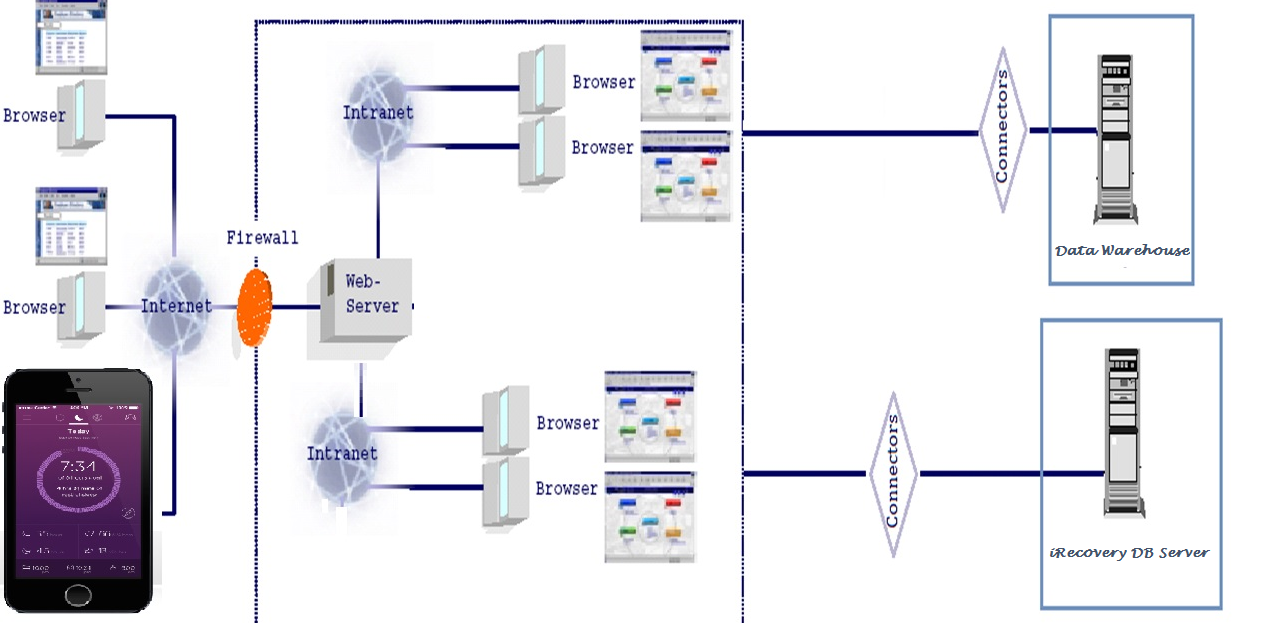 Browser
Browser
Internet
Firewall
Web-
Server
Intranet
Browser
Browser
Intranet
Browser
Browser
Connectors
Data Warehouse
Connectors
iRecovery DB Server
Today
7:34